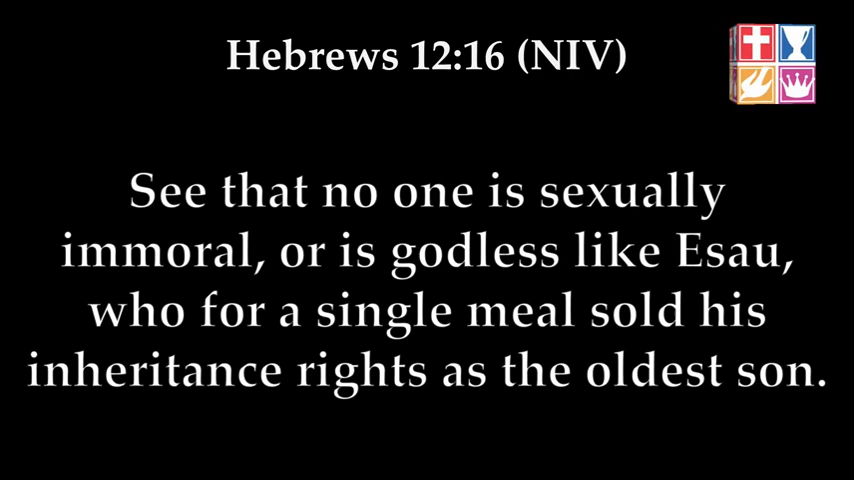 Hebrews 12:16 (NIV)
See that no one is sexually
immoral, or is godless like Esau,
who for a single meal sold his
inheritance rights as the oldest son.